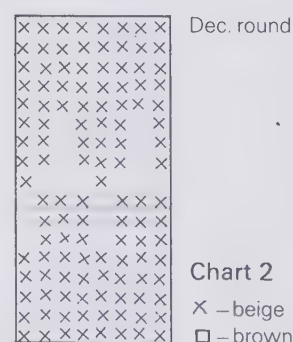 × × × × × × × × Dec. round
× × × × × × × ×
× × × × × × × ×
× × × × × × × ×
× × × × × × × ×
× × × × × ×
× × × × × ×
× × × × × ×
× ×
× × × × × ×
× × × × × ×
× × × × × ×
× × × × × × × ×
× × × × × × × ×
× × × × × × × ×
× × × × × × × ×
× × × × × × × ×
Chart 2
× – beige
□ – brown